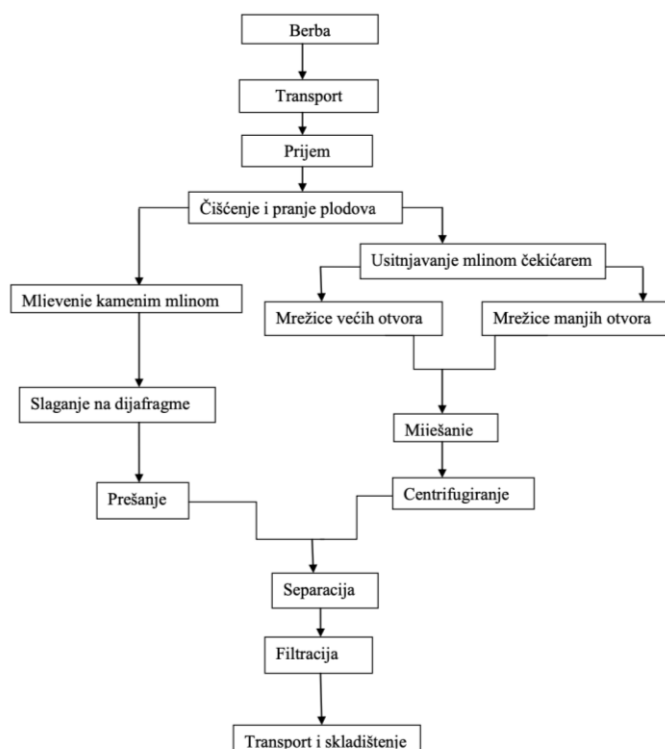 Berba
Transport
Prijem
Čišćenje i pranje plodova
Usitnjavanje mlinom čekićarem
Mlievenie kamenim mlinom
Mrežice većih otvora
Mrežice manjih otvora
Slaganje na dijafragme
Miješanie
Prešanje
Centrifugiranje
Separacija
Filtracija
Transport i skladištenje